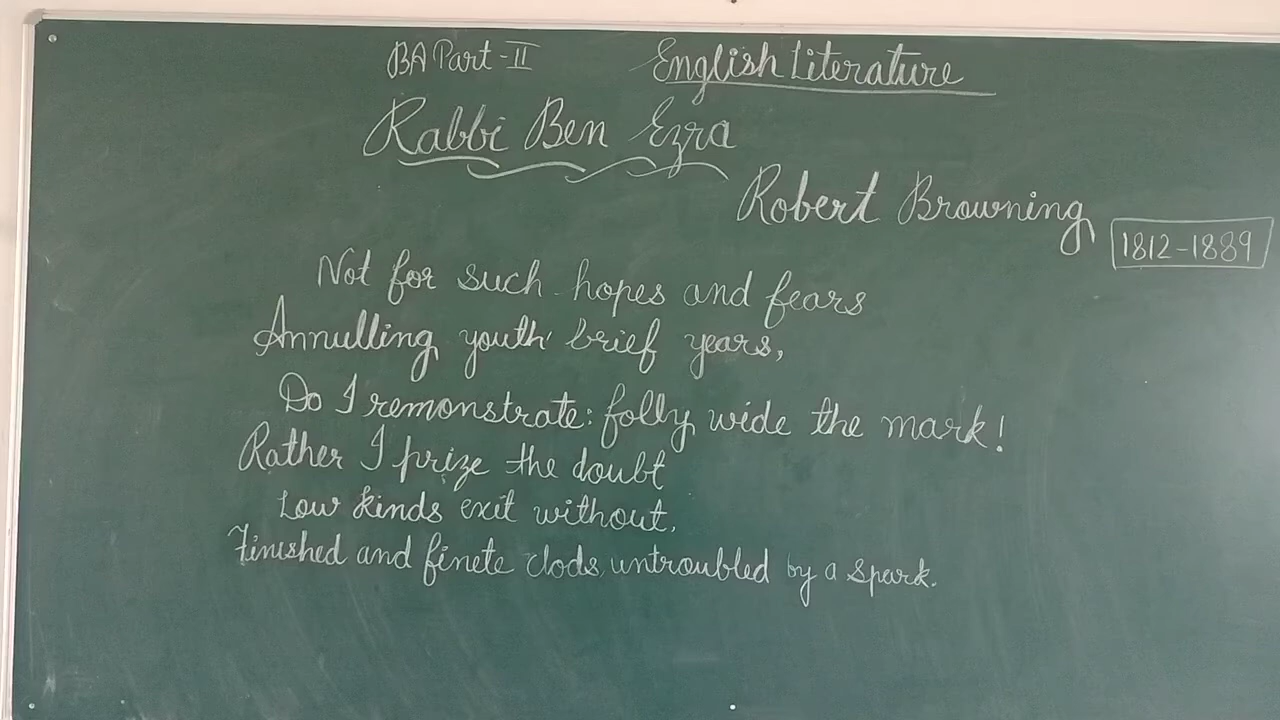 BA Part-II English Literature
Rabbi Ben Ezra
Robert Browning
1812-1889
Not for such hopes and fears
Annulling youth' brief years,
Do I remonstrate: folly wide the mark!
Rather I prize the doubt
Low kinds exit without,
Finished and finete clods, untroubled by a spark.